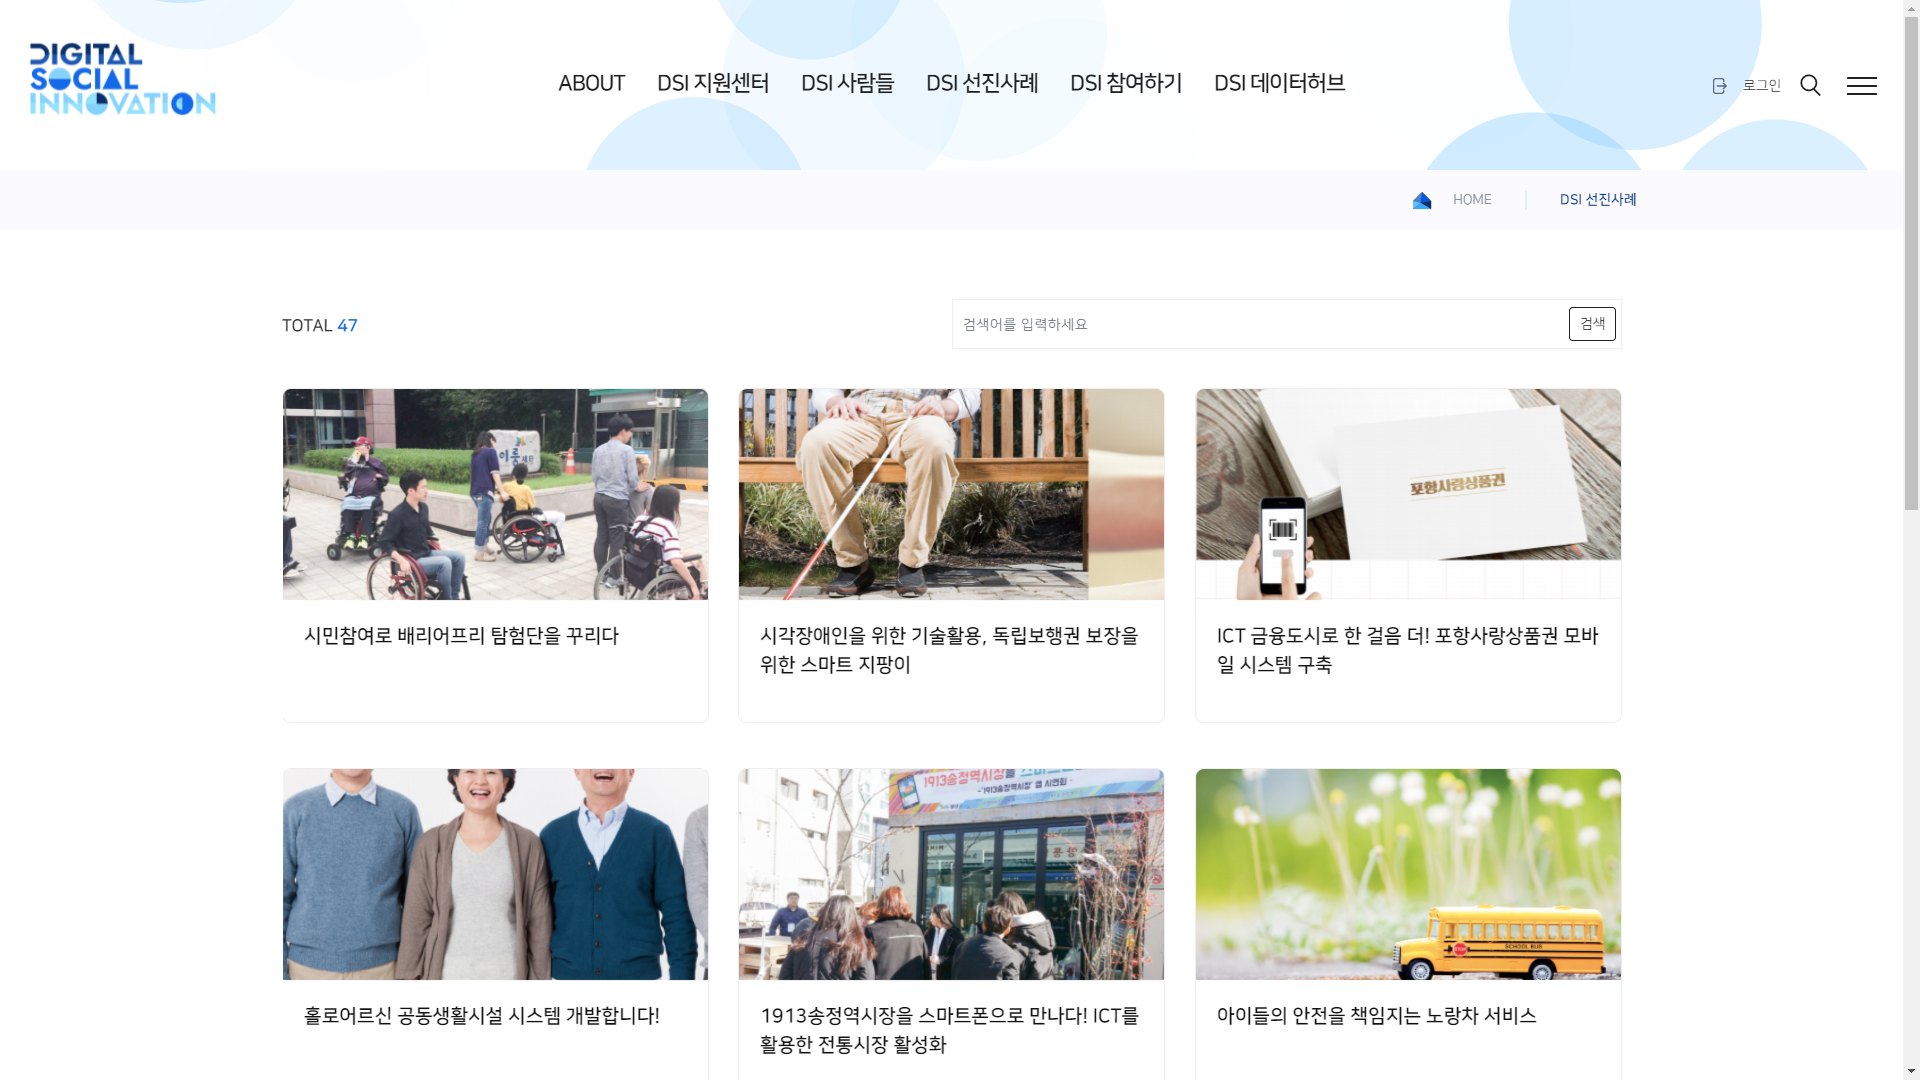 DIGITAL
SOCIAL
INNOVATION
ABOUT
DSI 지원센터
DSI 사람들
DSI 선진사례
DSI 참여하기
DSI 데이터허브
로그인
HOME
DSI 선진사례
TOTAL 47
검색어를 입력하세요
검색
이룸
포항사랑상품권
시민참여로 배리어프리 탐험단을 꾸리다
시각장애인을 위한 기술활용, 독립보행권 보장을
위한 스마트 지팡이
ICT 금융도시로 한 걸음 더! 포항사랑상품권 모바
일 시스템 구축
SCHOOL BUS
STOP
홀로어르신 공동생활시설 시스템 개발합니다!
1913송정역시장을 스마트폰으로 만나다! ICT를
활용한 전통시장 활성화
아이들의 안전을 책임지는 노랑차 서비스